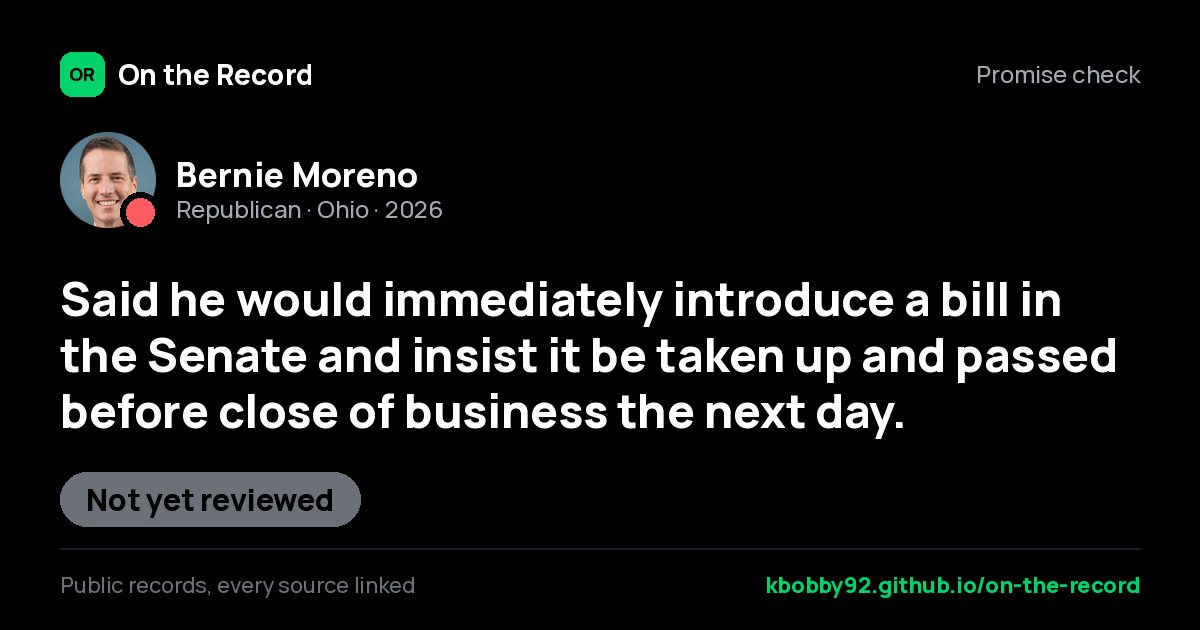 OR On the Record
Promise check
Bernie Moreno
Republican · Ohio · 2026
Said he would immediately introduce a bill in
the Senate and insist it be taken up and passed
before close of business the next day.
Not yet reviewed
Public records, every source linked
kbobby92.github.io/on-the-record